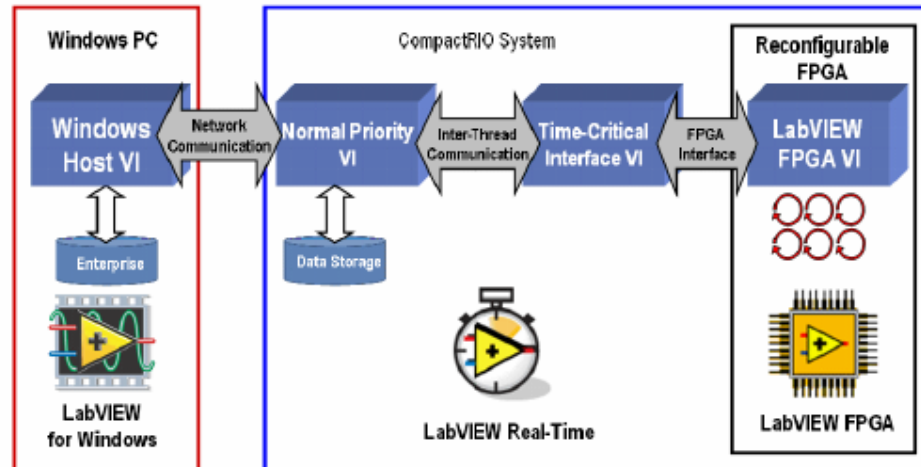 Windows PC
CompactRIO System
Reconfigurable
FPGA
Windows
Host VI
Network
Communication
Normal Priority
VI
Inter-Thread
Communication
Time-Critical
Interface VI
FPGA
Interface
LabVIEW
FPGA VI
Enterprise
Data Storage
LabVIEW
for Windows
LabVIEW Real-Time
LabVIEW FPGA